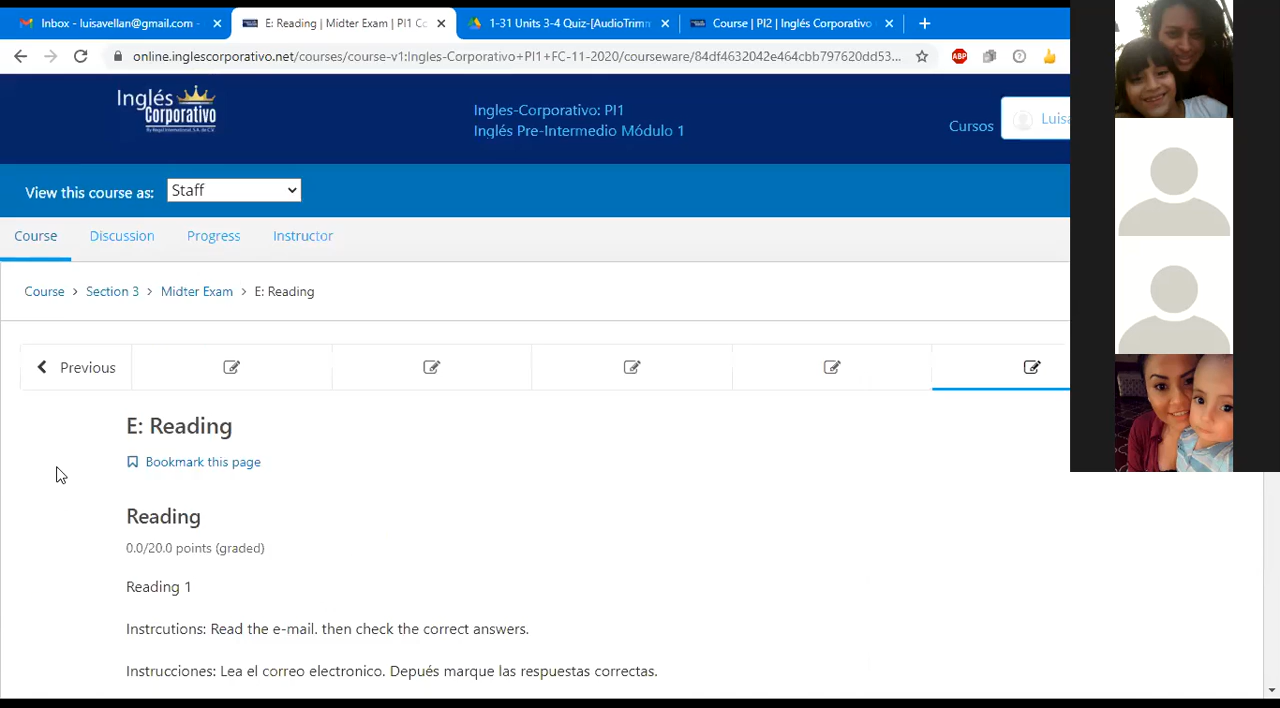 Inbox - luisavellan@gmail.com -
E: Reading | Midter Exam | PI1 Co
1-31 Units 3-4 Quiz-[AudioTrimm
Course | PI2 | Inglés Corporativo
online.inglescorporativo.net/courses/course-v1:Ingles-Corporativo+PI1+FC-11-2020/courseware/84df4632042e464cbb797620dd53...
ABP
Inglés
Corporativo
Ingles-Corporativo: PI1
Inglés Pre-Intermedio Módulo 1
Cursos
Luisa
View this course as:
Staff
Course
Discussion
Progress
Instructor
Course > Section 3 > Midter Exam > E: Reading
Previous
E: Reading
Bookmark this page
Reading
0.0/20.0 points (graded)
Reading 1
Instrcutions: Read the e-mail. then check the correct answers.
Instrucciones: Lea el correo electronico. Depués marque las respuestas correctas.